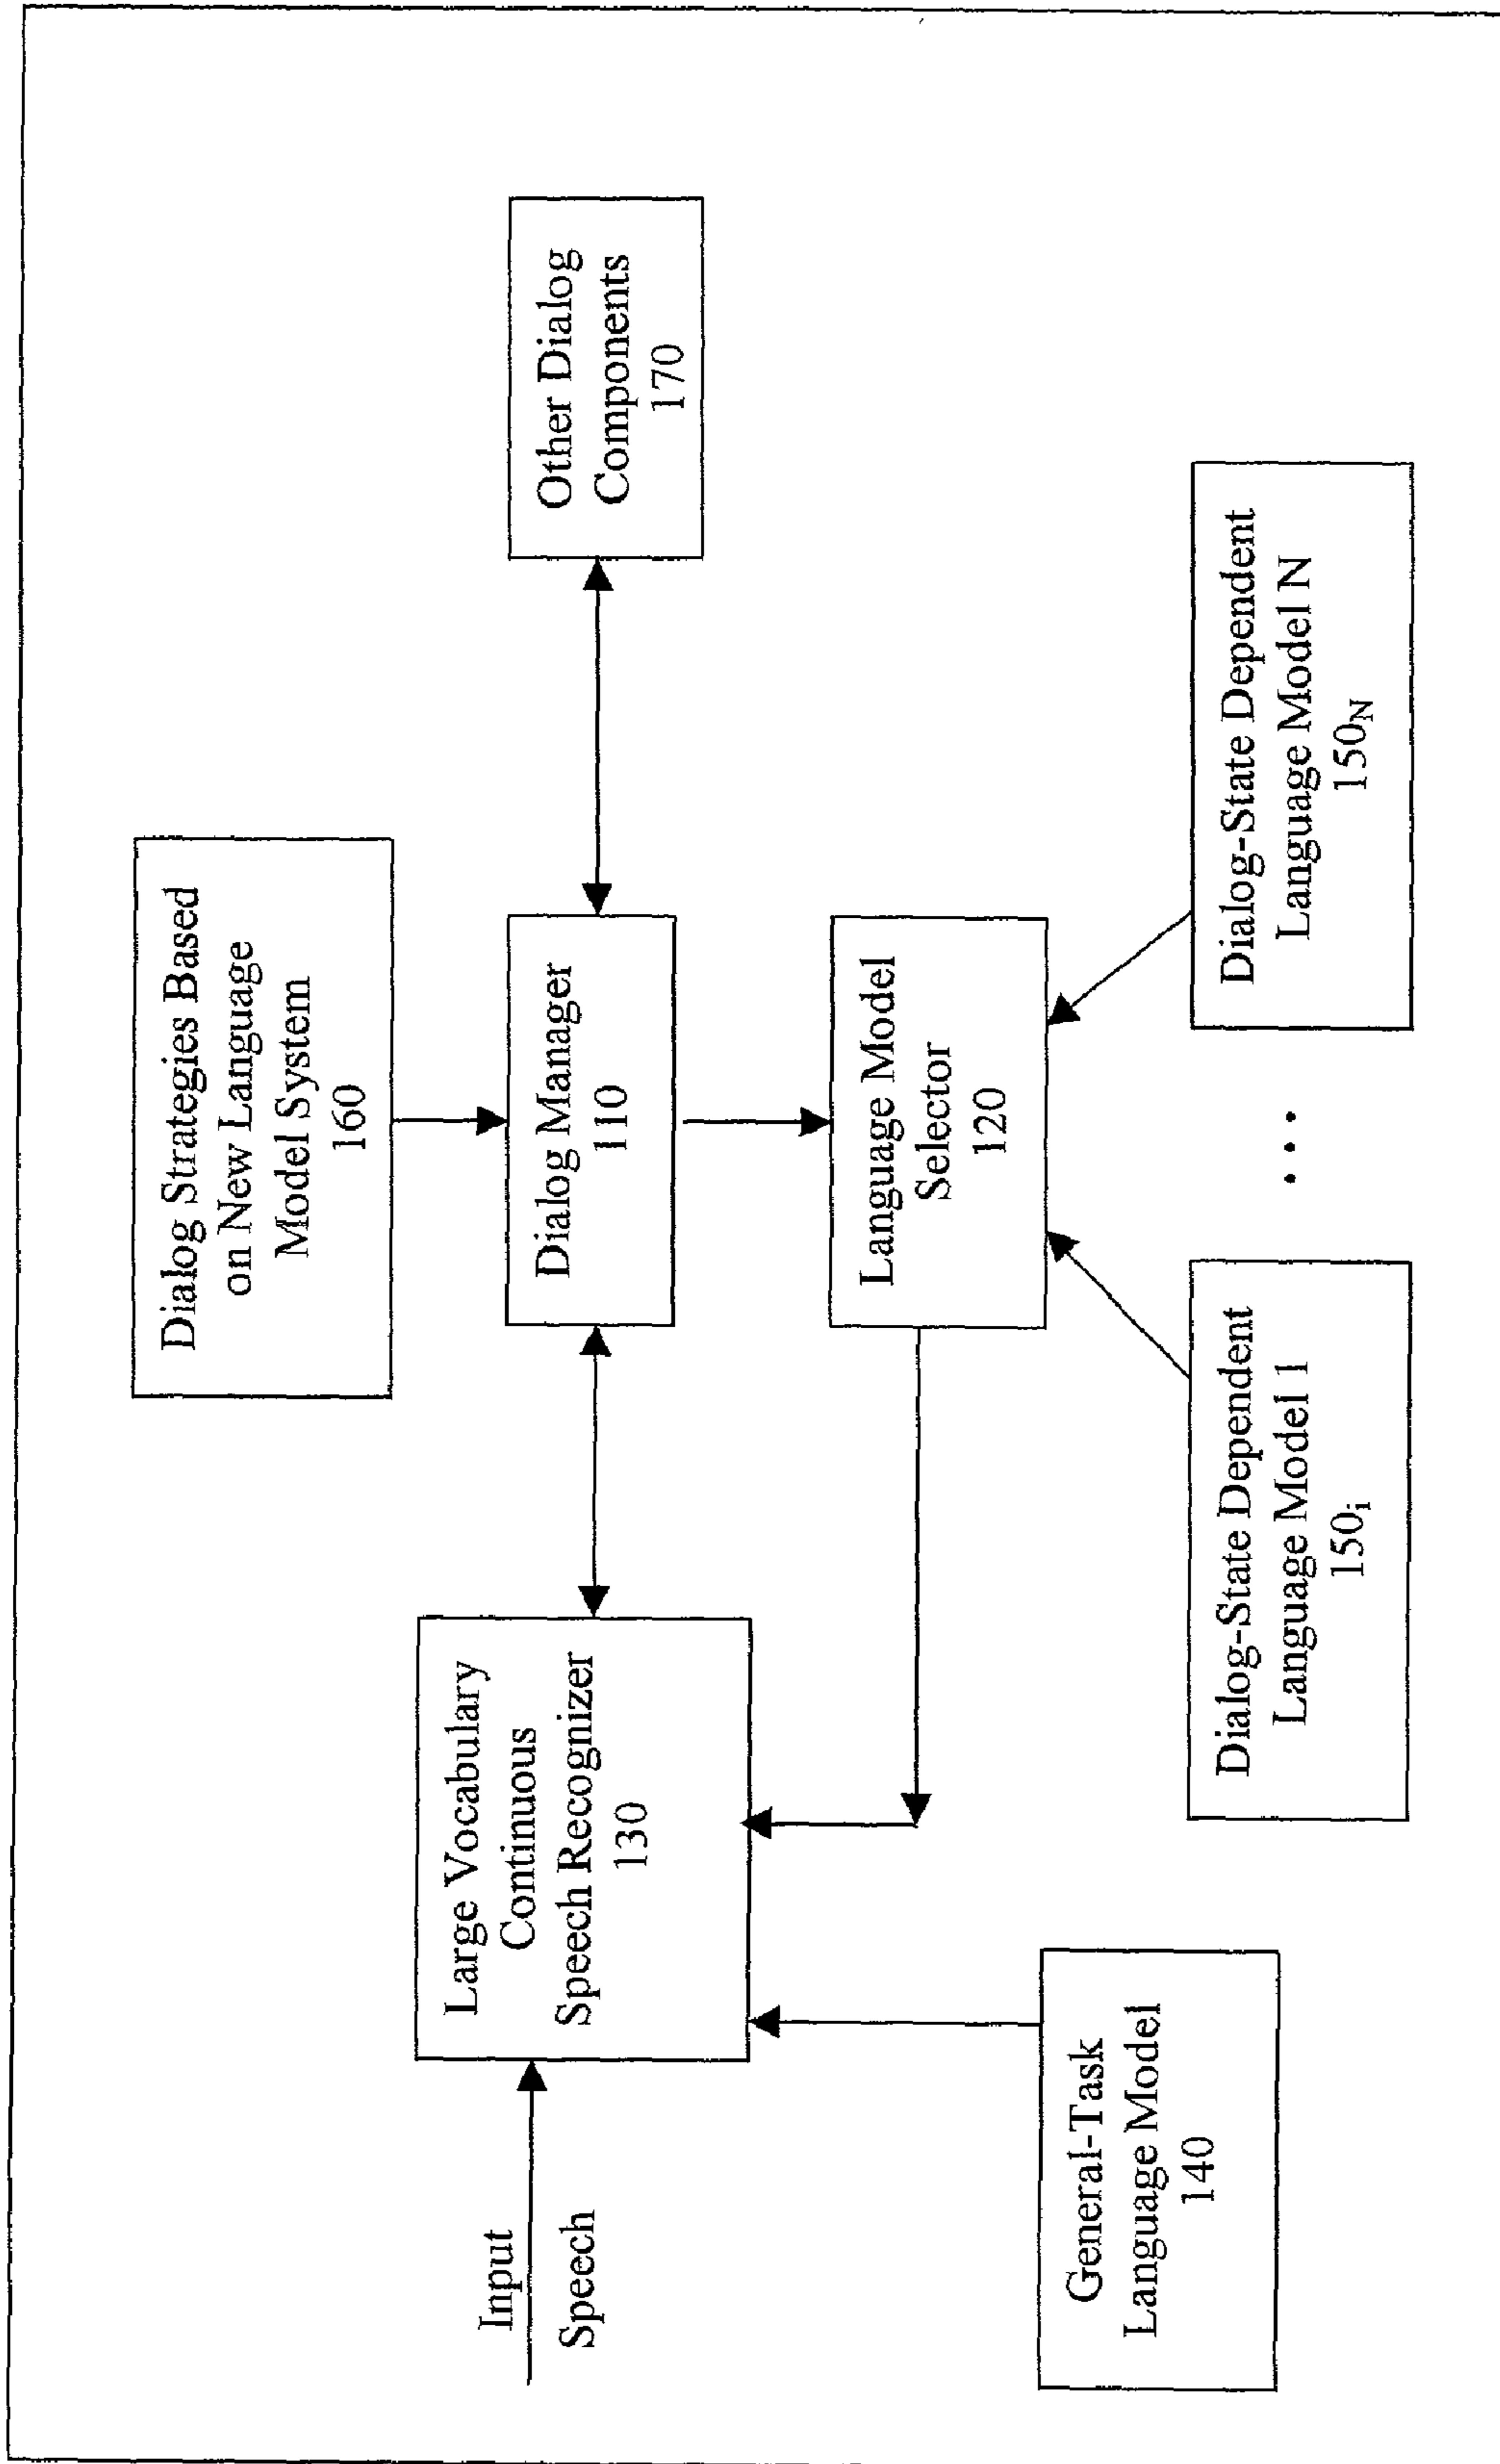 Dialog Strategies Based
on New Language
Model System
160
Input
Speech
Large Vocabulary
Continuous
Speech Recognizer
130
Dialog Manager
110
Other Dialog
Components
170
Language Model
Selector
120
General-Task
Language Model
140
Dialog-State Dependent
Language Model 1
150i
...
Dialog-State Dependent
Language Model N
150N